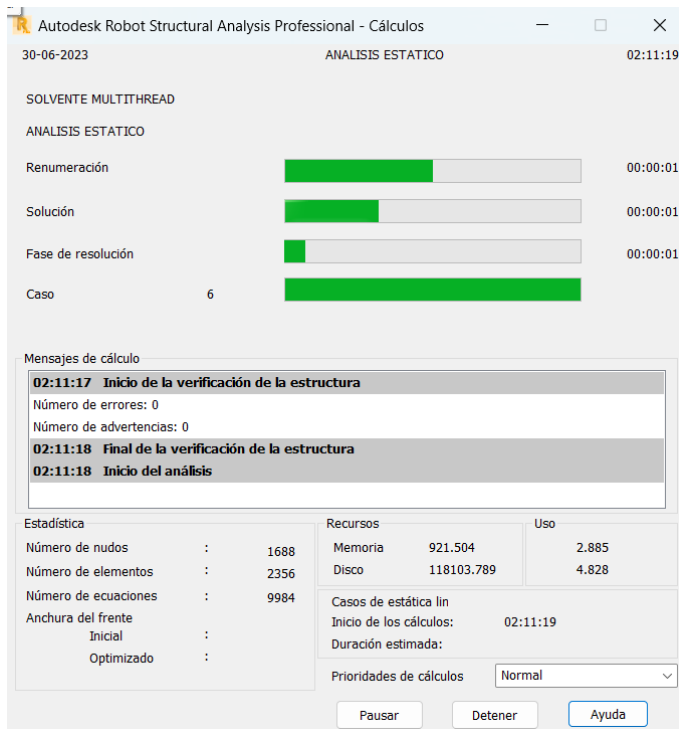 Autodesk Robot Structural Analysis Professional - Cálculos
30-06-2023 ANALISIS ESTATICO 02:11:19
SOLVENTE MULTITHREAD
ANALISIS ESTATICO
Renumeración 00:00:01
Solución 00:00:01
Fase de resolución 00:00:01
Caso 6
Mensajes de cálculo
02:11:17 Inicio de la verificación de la estructura
Número de errores: 0
Número de advertencias: 0
02:11:18 Final de la verificación de la estructura
02:11:18 Inicio del análisis
Estadística
Número de nudos : 1688
Número de elementos : 2356
Número de ecuaciones : 9984
Anchura del frente
Inicial :
Optimizado :
Recursos Uso
Memoria 921.504 2.885
Disco 118103.789 4.828
Casos de estática lin
Inicio de los cálculos: 02:11:19
Duración estimada:
Prioridades de cálculos Normal
Pausar Detener Ayuda